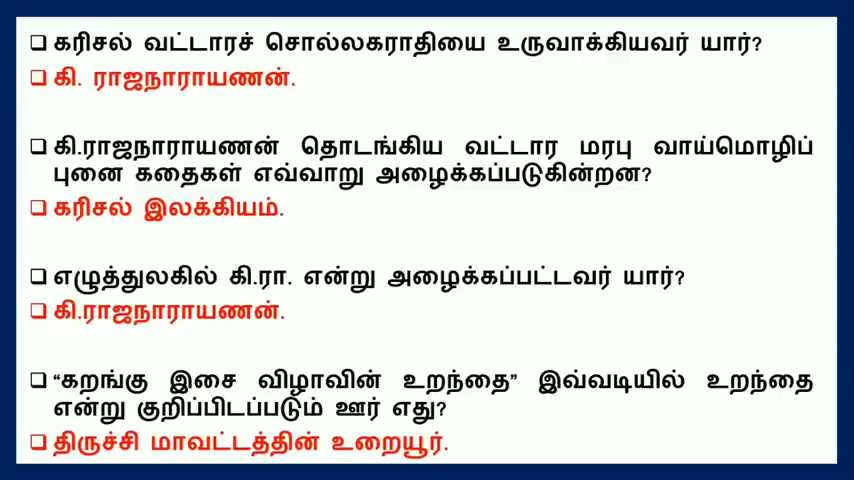 கரிசல் வட்டாரச் சொல்லகராதியை உருவாக்கியவர் யார்?
கி. ராஜநாராயணன்.
கி.ராஜநாராயணன் தொடங்கிய வட்டார மரபு வாய்மொழிப்
புனை கதைகள் எவ்வாறு அழைக்கப்படுகின்றன?
கரிசல் இலக்கியம்.
எழுத்துலகில் கி.ரா. என்று அழைக்கப்பட்டவர் யார்?
கி.ராஜநாராயணன்.
“கறங்கு இசை விழாவின் உறந்தை” இவ்வடியில் உறந்தை
என்று குறிப்பிடப்படும் ஊர் எது?
திருச்சி மாவட்டத்தின் உறையூர்.